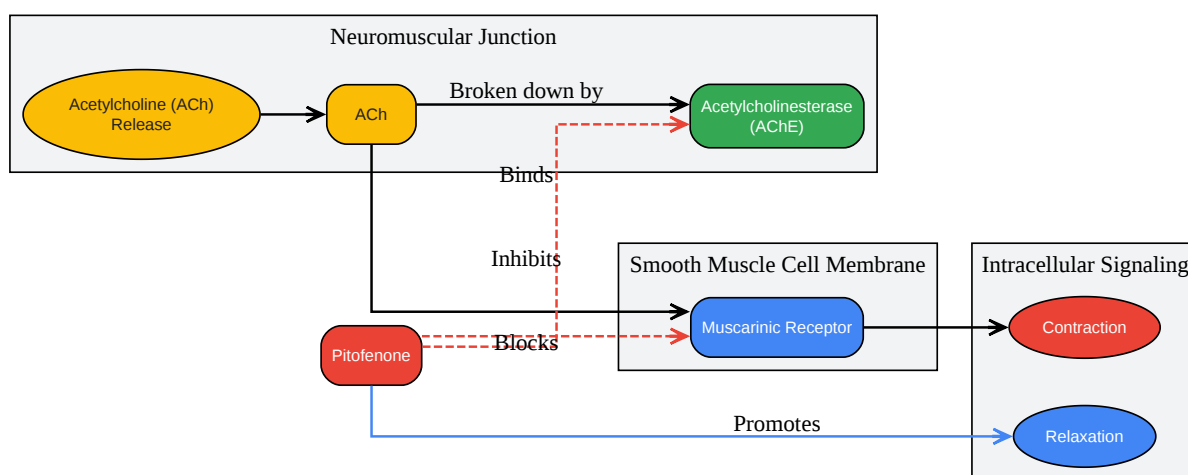 Neuromuscular Junction
Acetylcholine (ACh)
Release
ACh
Broken down by
Acetylcholinesterase
(AChE)
Binds
Inhibits
Smooth Muscle Cell Membrane
Intracellular Signaling
Muscarinic Receptor
Contraction
Pitofenone
Blocks
Promotes
Relaxation